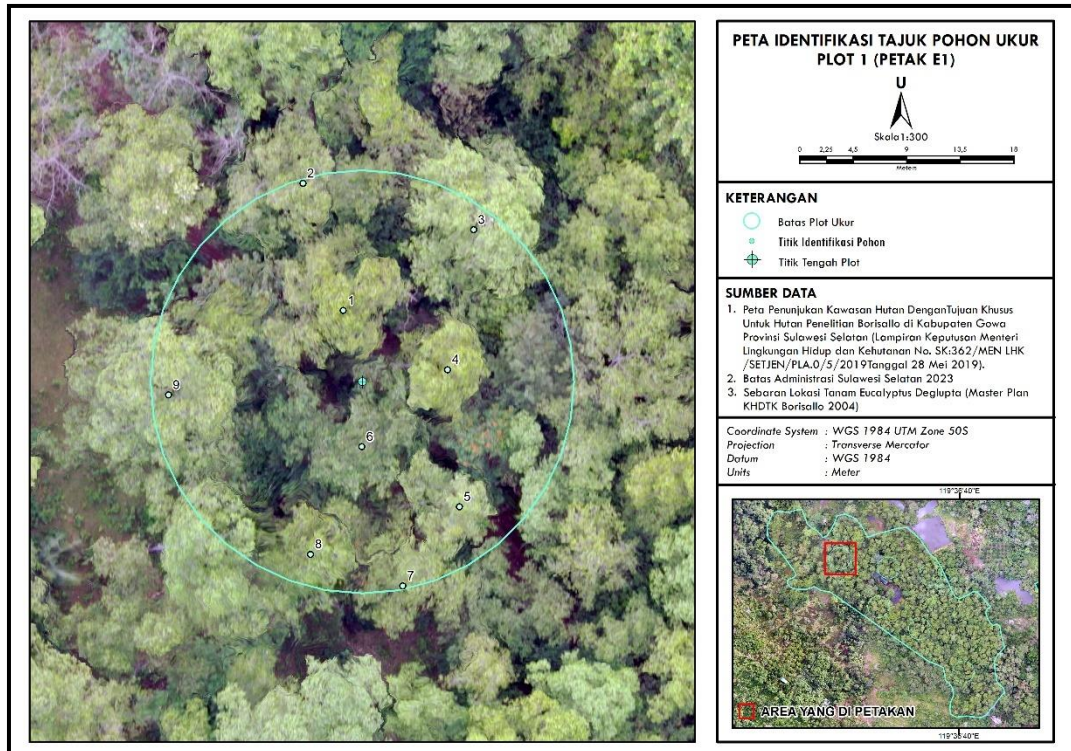 PETA IDENTIFIKASI TAJUK POHON UKUR
PLOT 1 (PETAK E1)
U
Skala 1:300
0 2,25 4,5 9 13,5 18
Meters
KETERANGAN
Batas Plot Ukur
Titik Identifikasi Pohon
Titik Tengah Plot
SUMBER DATA
1. Peta Penunjukan Kawasan Hutan DenganTujuan Khusus
Untuk Hutan Penelitian Borisallo di Kabupaten Gowa
Provinsi Sulawesi Selatan (Lampiran Keputusan Menteri
Lingkungan Hidup dan Kehutanan No. SK:362/MEN LHK
/SETJEN/PLA.0/5/2019Tanggal 28 Mei 2019).
2. Batas Administrasi Sulawesi Selatan 2023
3. Sebaran Lokasi Tanam Eucalyptus Deglupta (Master Plan
KHDTK Borisallo 2004)
Coordinate System : WGS 1984 UTM Zone 50S
Projection : Transverse Mercator
Datum : WGS 1984
Units : Meter
119°38'40"E
AREA YANG DI PETAKAN
119°38'40"E
2
3
1
4
9
6
5
8
7